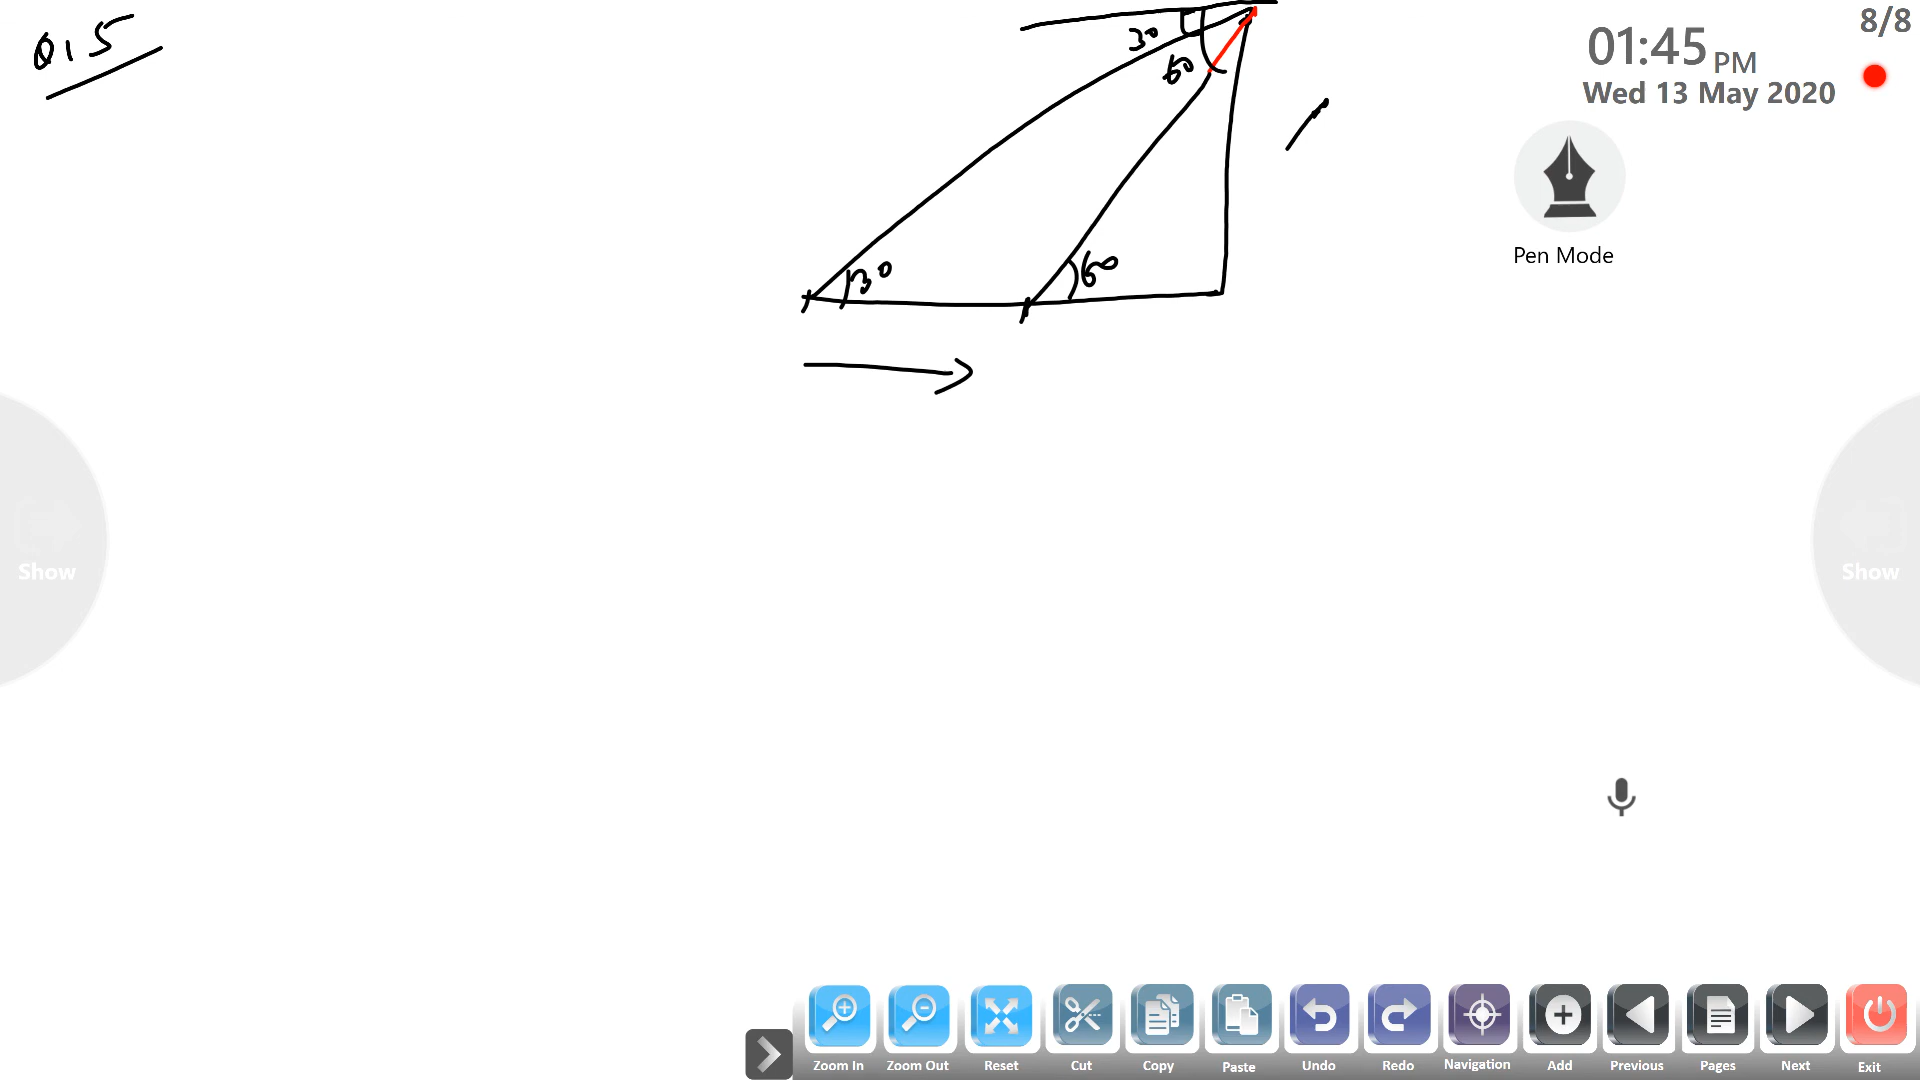 Q15
30
60
30
60
8/8
01:45 PM
Wed 13 May 2020
Pen Mode
Show
Show
Zoom In Zoom Out Reset Cut Copy Paste Undo Redo Navigation Add Previous Pages Next Exit